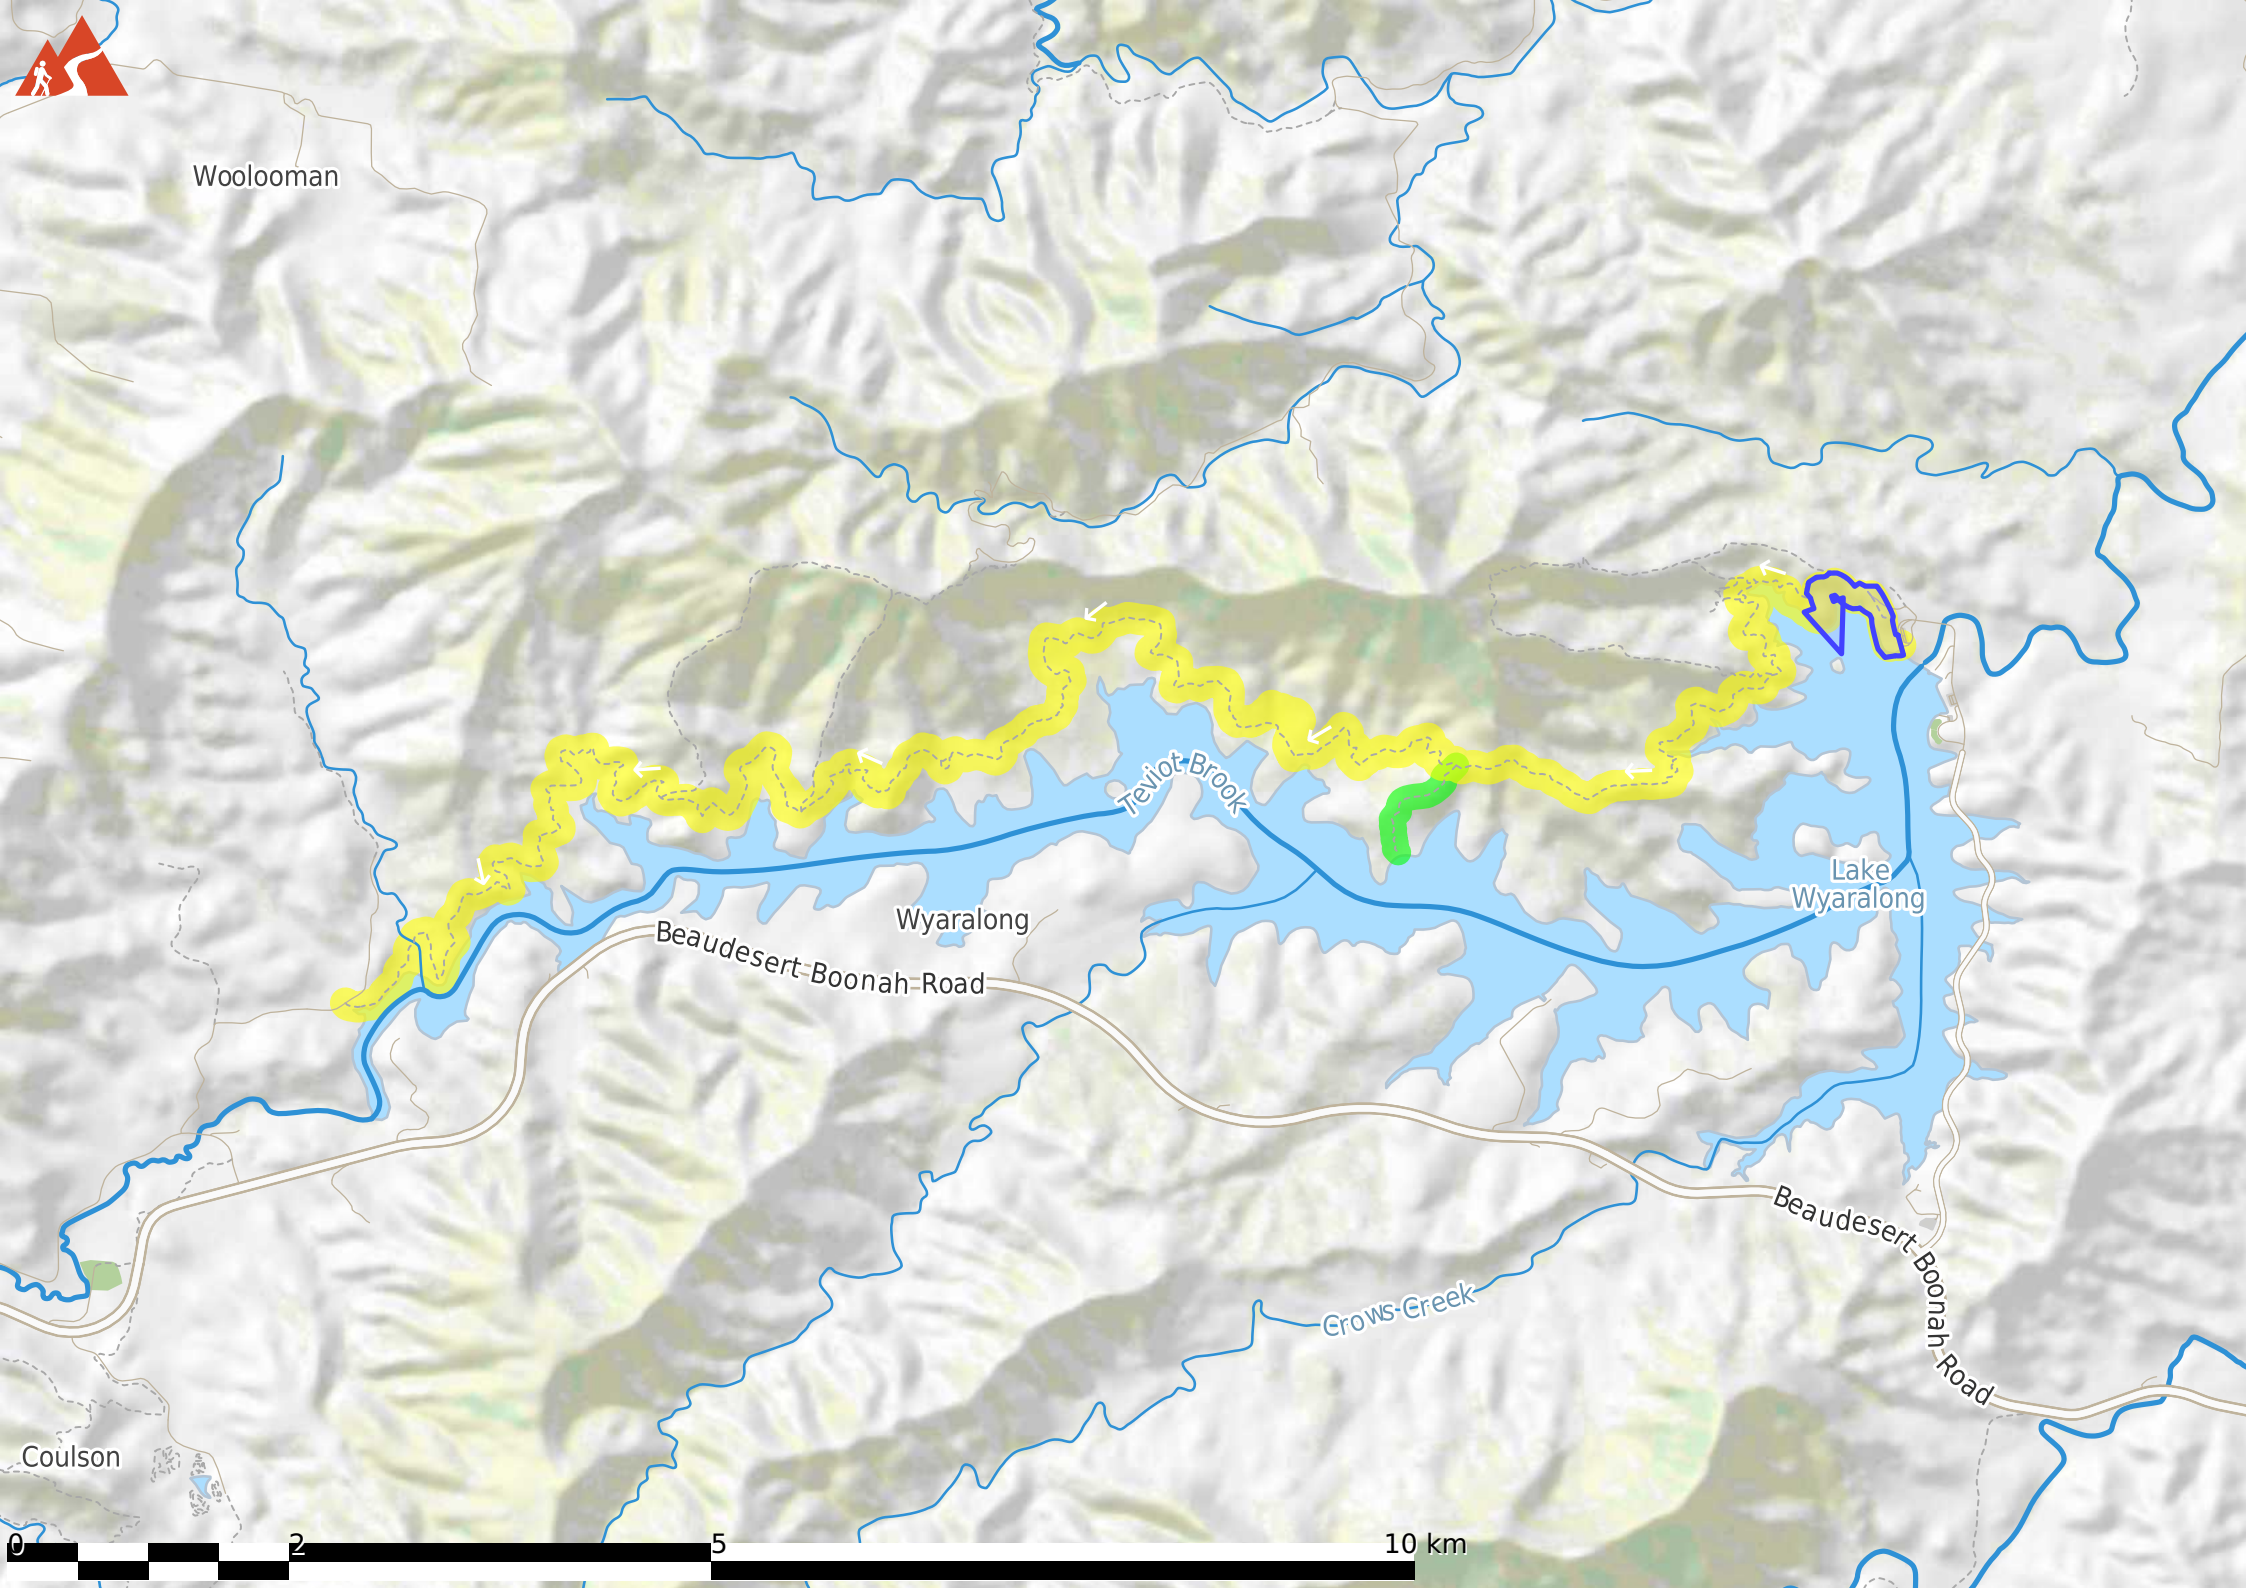 Woolooman
Teviot Brook
Lake
Wyaralong
Wyaralong
Beaudesert Boonah Road
Beaudesert Boonah Road
Crows Creek
Coulson
0 2 5 10 km